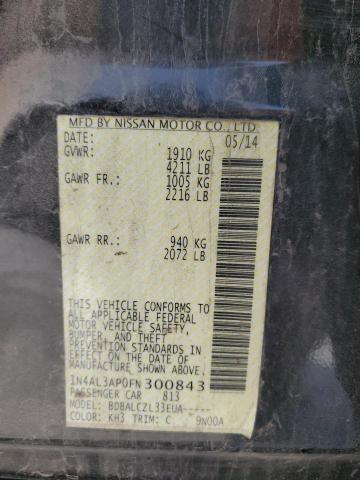 MFD BY NISSAN MOTOR CO., LTD.
DATE: 05/14
GVWR: 1910 KG
4211 LB
GAWR FR.: 1005 KG
2216 LB
GAWR RR.: 940 KG
2072 LB
THIS VEHICLE CONFORMS TO
ALL APPLICABLE FEDERAL
MOTOR VEHICLE SAFETY,
BUMPER, AND THEFT
PREVENTION STANDARDS IN
EFFECT ON THE DATE OF
MANUFACTURE SHOWN ABOVE.
1N4AL3AP0FN300843
PASSENGER CAR 813
MODEL: BDBALCZL33EUA-----
COLOR: KH3 TRIM: C 9N00A